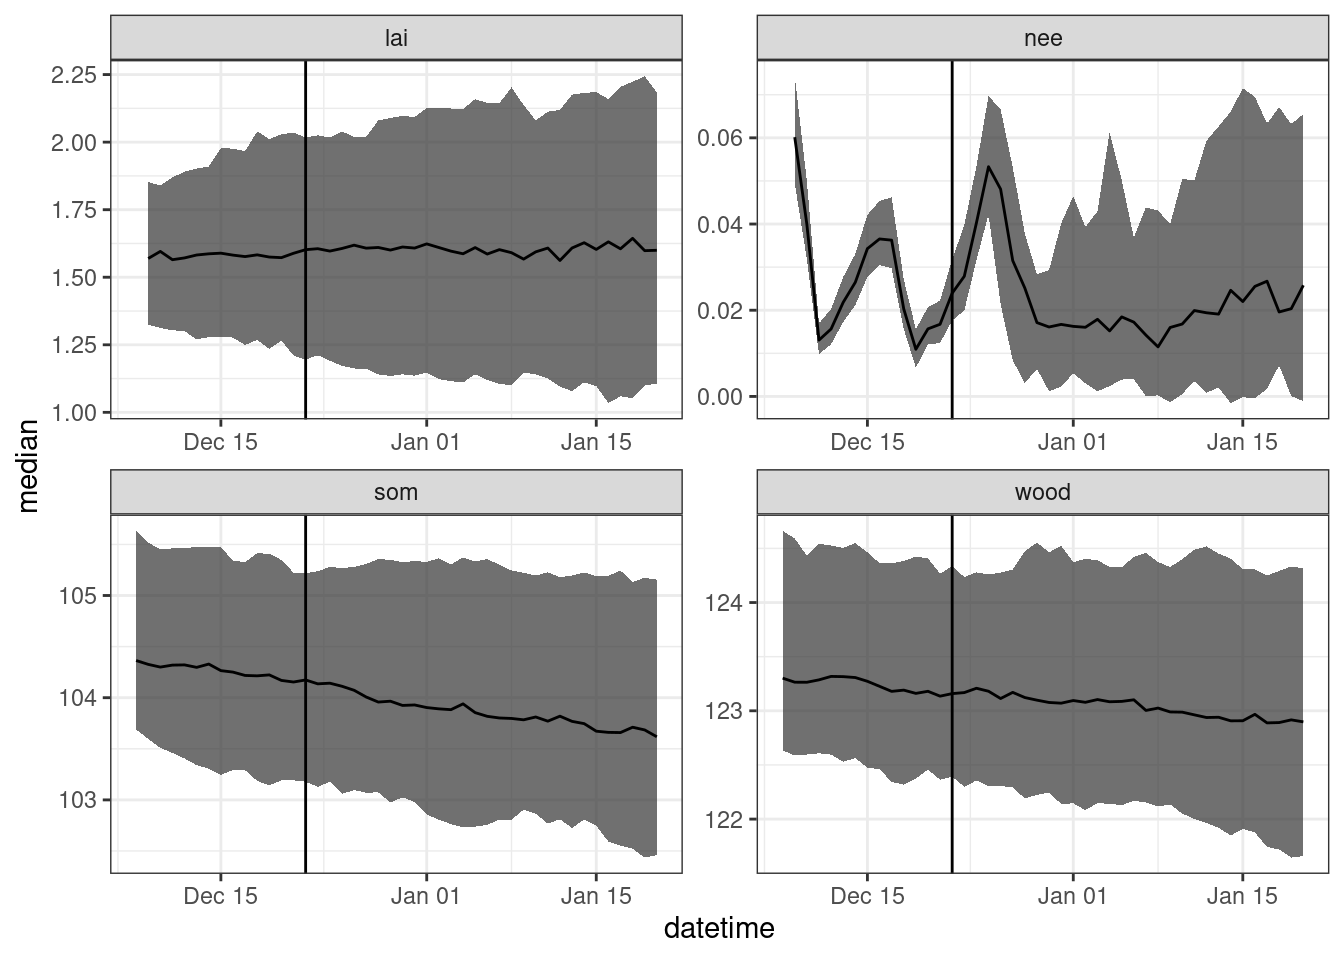 lai
nee
2.25
2.00
1.75
1.50
1.25
1.00
0.06
0.04
0.02
0.00
Dec 15 Jan 01 Jan 15
Dec 15 Jan 01 Jan 15
som
wood
105
104
103
124
123
122
Dec 15 Jan 01 Jan 15
Dec 15 Jan 01 Jan 15
median
datetime